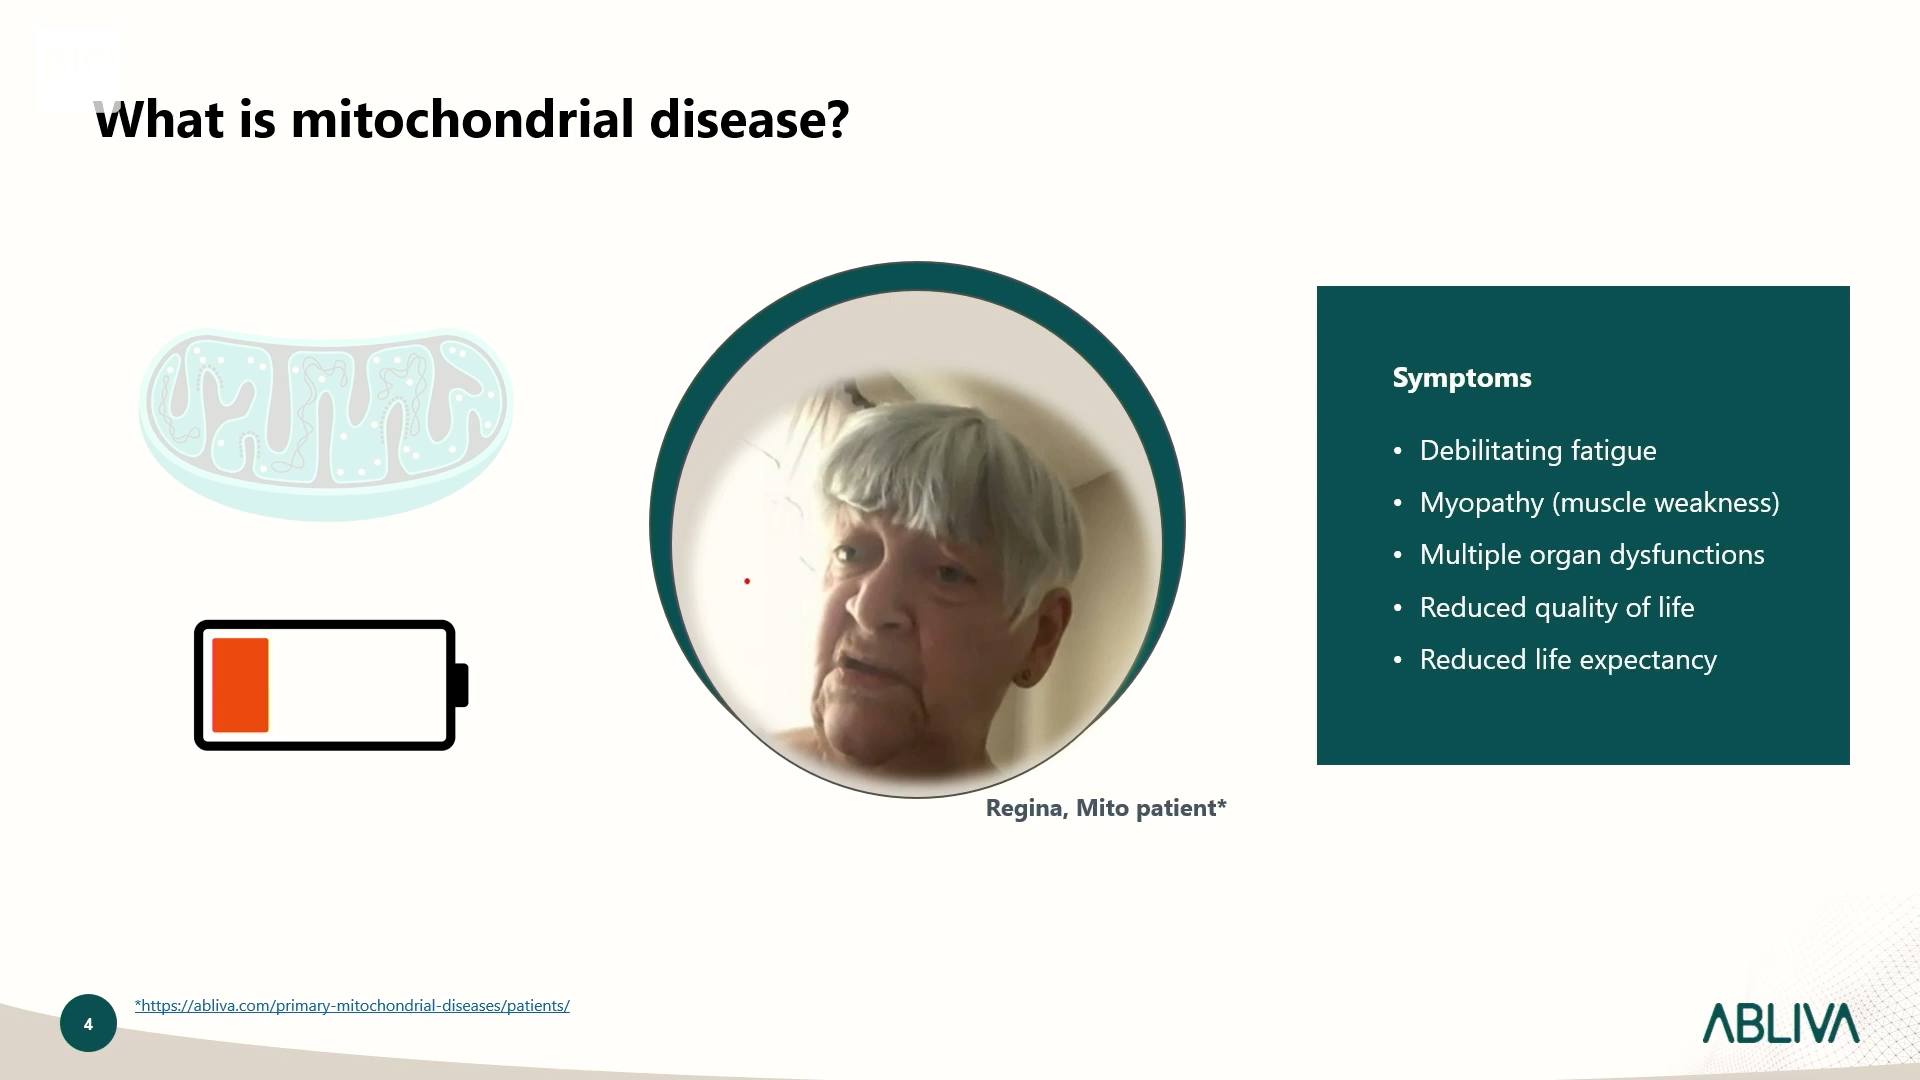 What is mitochondrial disease?
Symptoms
• Debilitating fatigue
• Myopathy (muscle weakness)
• Multiple organ dysfunctions
• Reduced quality of life
• Reduced life expectancy
Regina, Mito patient*
*https://abliva.com/primary-mitochondrial-diseases/patients/
4
ABLIVA